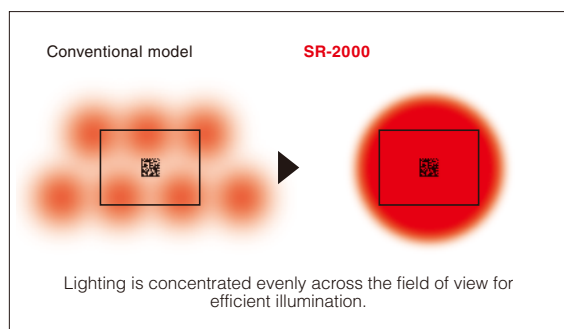 Conventional model
SR-2000
Lighting is concentrated evenly across the field of view for
efficient illumination.